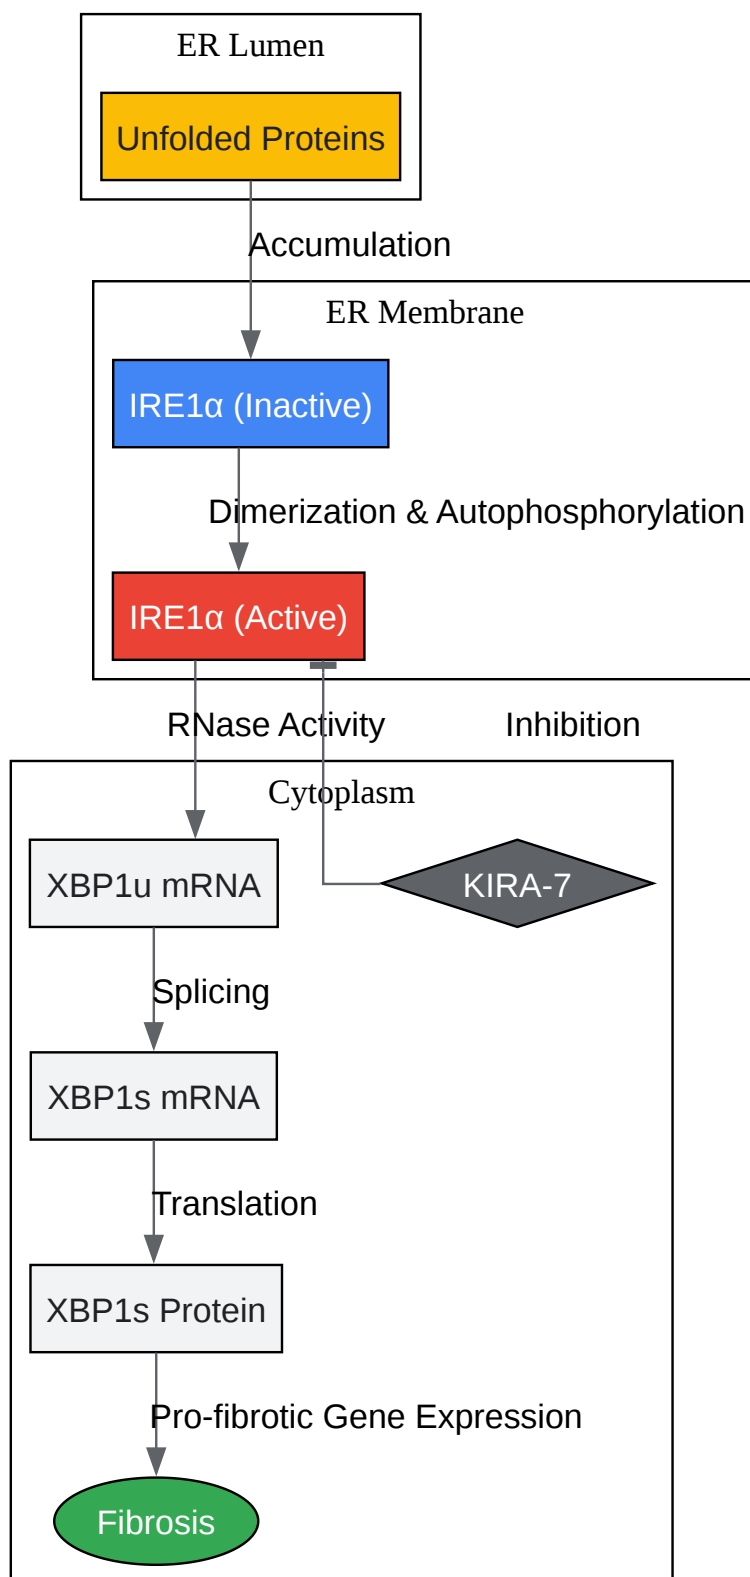 ER Lumen
Unfolded Proteins
Accumulation
ER Membrane
IRE1α (Inactive)
Dimerization & Autophosphorylation
IRE1α (Active)
RNase Activity
Inhibition
Cytoplasm
XBP1u mRNA
KIRA-7
Splicing
XBP1s mRNA
Translation
XBP1s Protein
Pro-fibrotic Gene Expression
Fibrosis